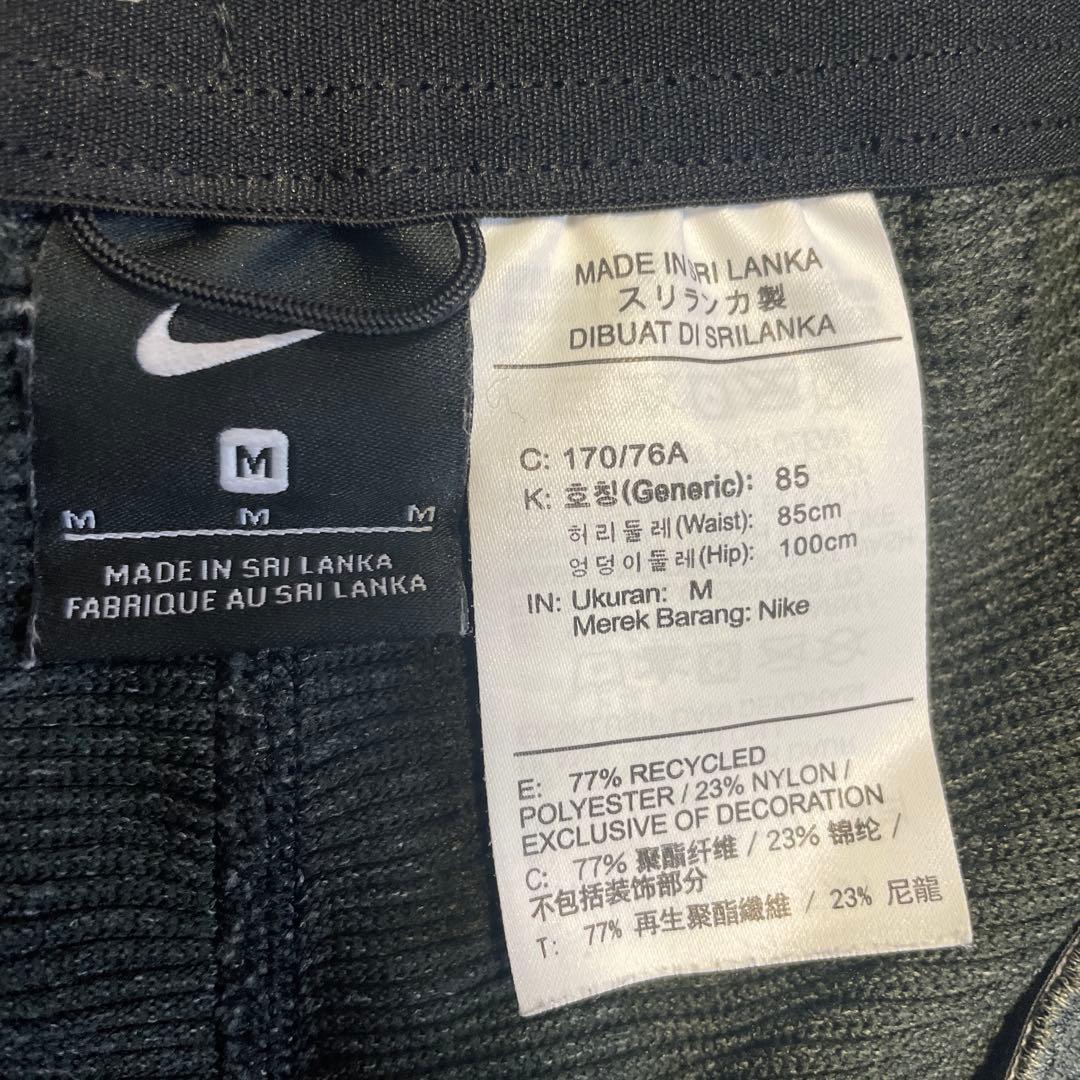 M
M M M
MADE IN SRI LANKA
FABRIQUE AU SRI LANKA
MADE IN SRI LANKA
スリランカ製
DIBUAT DI SRILANKA
C: 170/76A
K: 호칭(Generic): 85
허리둘레(Waist): 85cm
엉덩이둘레(Hip): 100cm
IN: Ukuran: M
Merek Barang: Nike
E: 77% RECYCLED
POLYESTER / 23% NYLON /
EXCLUSIVE OF DECORATION
C: 77% 聚酯纤维 / 23% 锦纶 /
不包括装饰部分
T: 77% 再生聚酯纖維 / 23% 尼龍